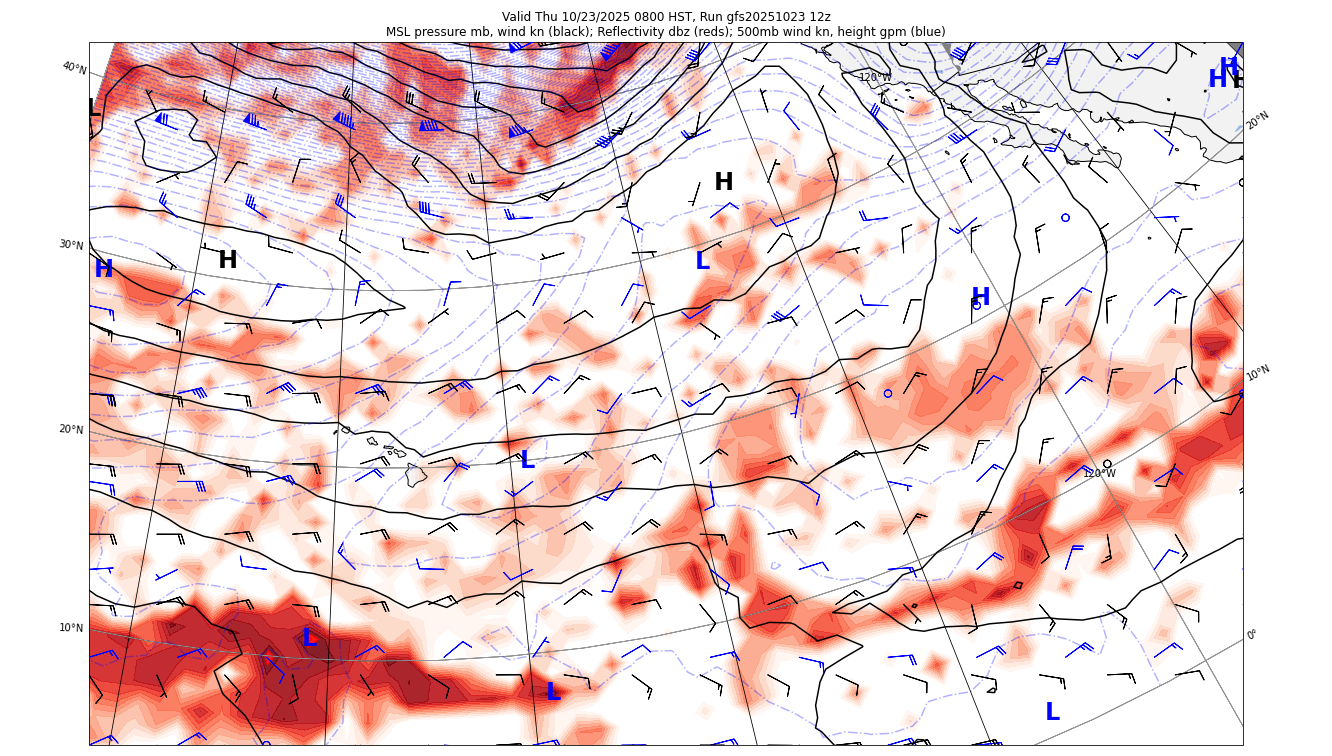 Valid Thu 10/23/2025 0800 HST, Run gfs20251023 12z
MSL pressure mb, wind kn (black); Reflectivity dbz (reds); 500mb wind kn, height gpm (blue)
40°N
120°W
H
H
H
20°N
L
H
30°N
H
H
L
H
10°N
20°N
L
120°W
10°N
L
0°
L
L